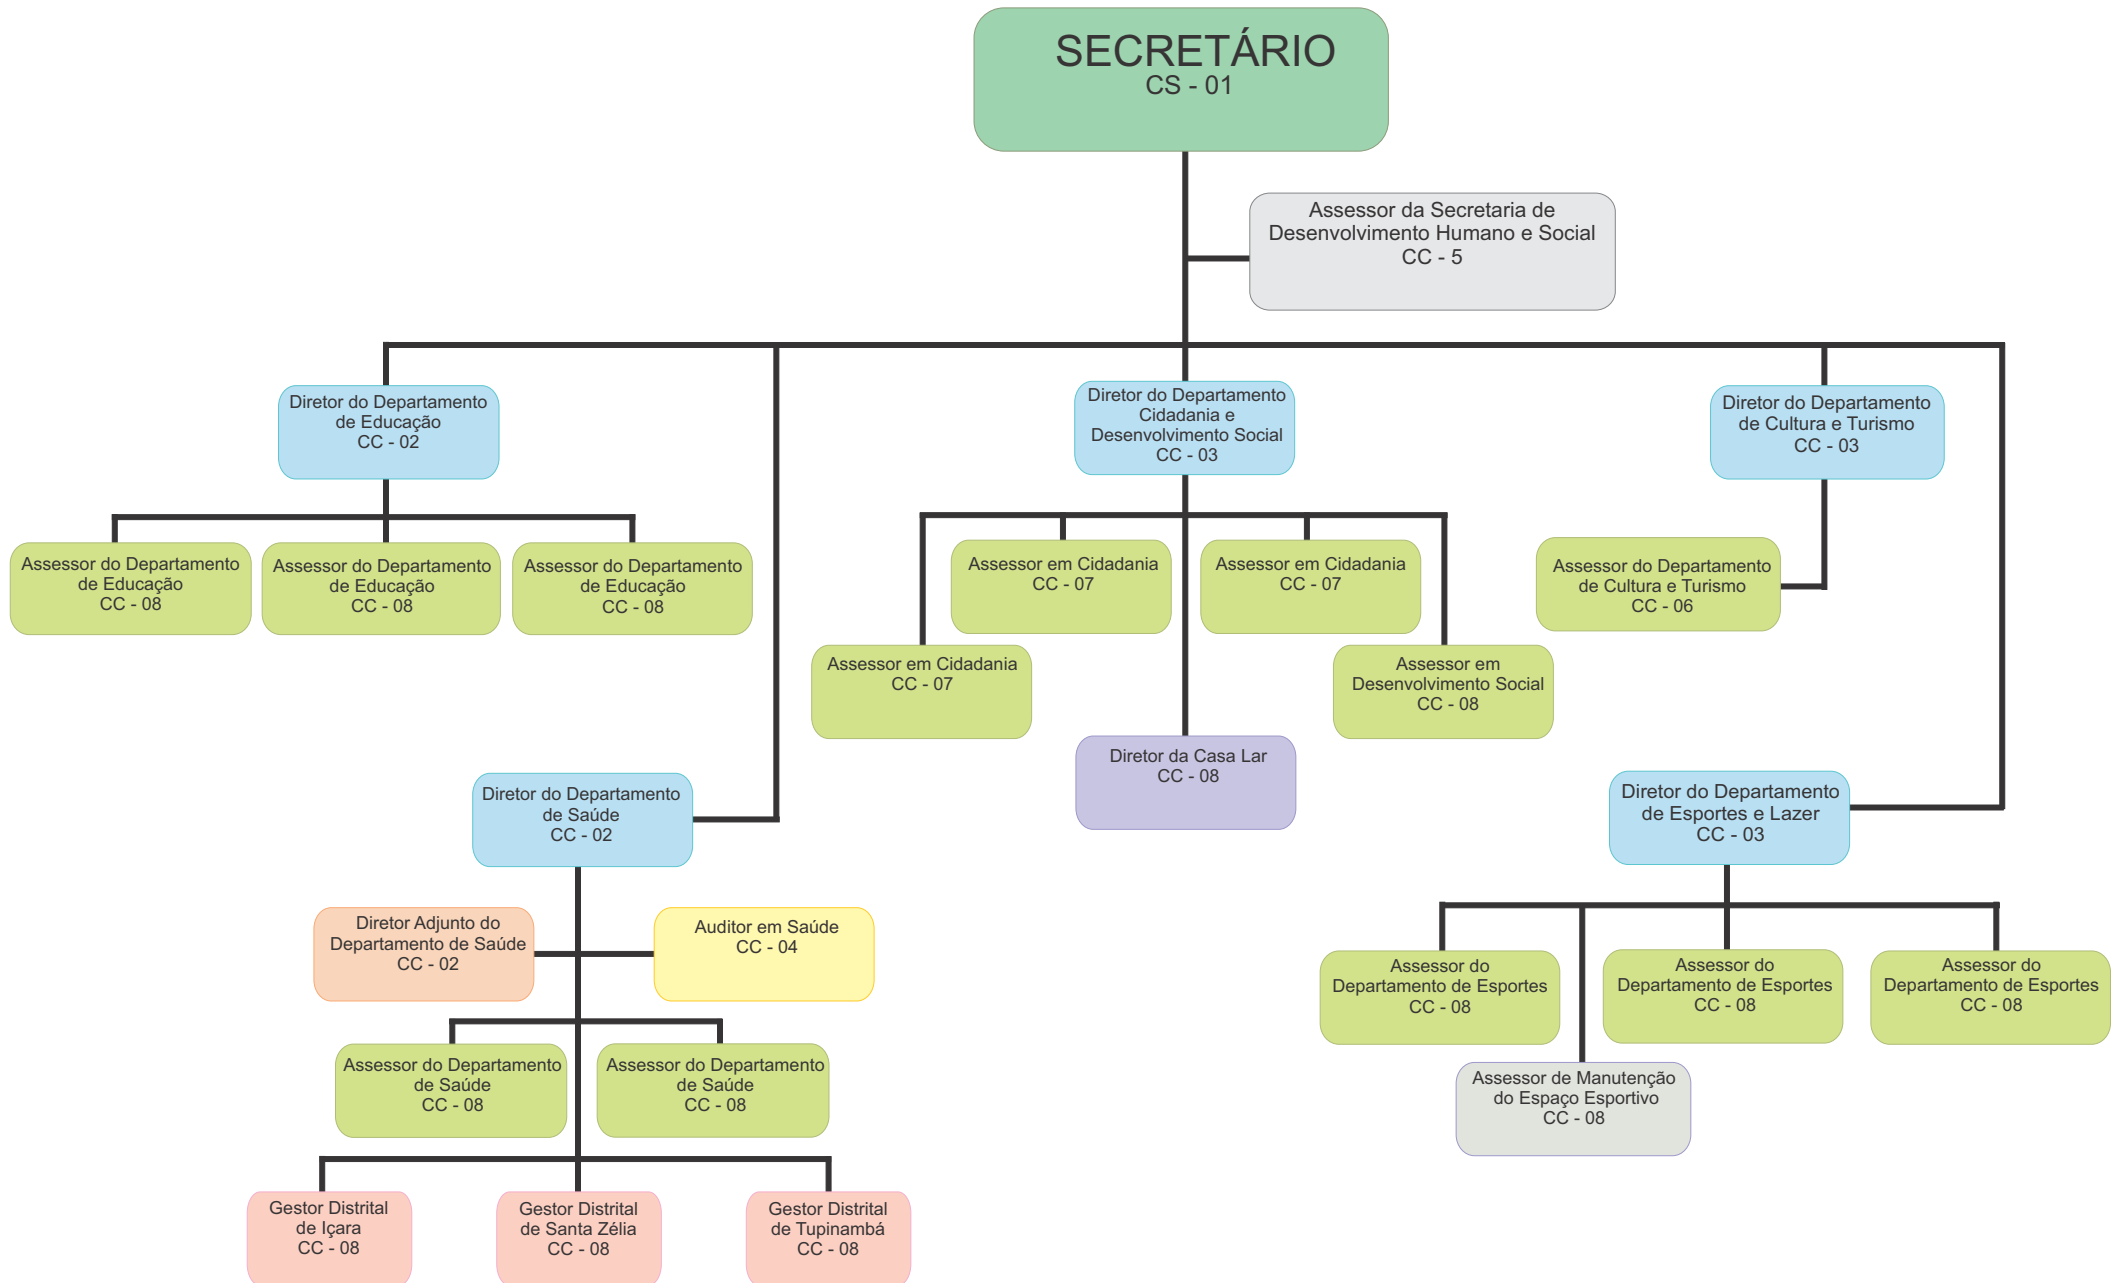 SECRETÁRIO
CS - 01
Assessor da Secretaria de
Desenvolvimento Humano e Social
CC - 5
Diretor do Departamento
de Educação
CC - 02
Diretor do Departamento
Cidadania e
Desenvolvimento Social
CC - 03
Diretor do Departamento
de Cultura e Turismo
CC - 03
Assessor do Departamento
de Educação
CC - 08
Assessor do Departamento
de Educação
CC - 08
Assessor do Departamento
de Educação
CC - 08
Assessor em Cidadania
CC - 07
Assessor em Cidadania
CC - 07
Assessor do Departamento
de Cultura e Turismo
CC - 06
Assessor em Cidadania
CC - 07
Assessor em
Desenvolvimento Social
CC - 08
Diretor da Casa Lar
CC - 08
Diretor do Departamento
de Saúde
CC - 02
Diretor do Departamento
de Esportes e Lazer
CC - 03
Diretor Adjunto do
Departamento de Saúde
CC - 02
Auditor em Saúde
CC - 04
Assessor do
Departamento de Esportes
CC - 08
Assessor do
Departamento de Esportes
CC - 08
Assessor do
Departamento de Esportes
CC - 08
Assessor do Departamento
de Saúde
CC - 08
Assessor do Departamento
de Saúde
CC - 08
Assessor de Manutenção
do Espaço Esportivo
CC - 08
Gestor Distrital
de Içara
CC - 08
Gestor Distrital
de Santa Zélia
CC - 08
Gestor Distrital
de Tupinambá
CC - 08